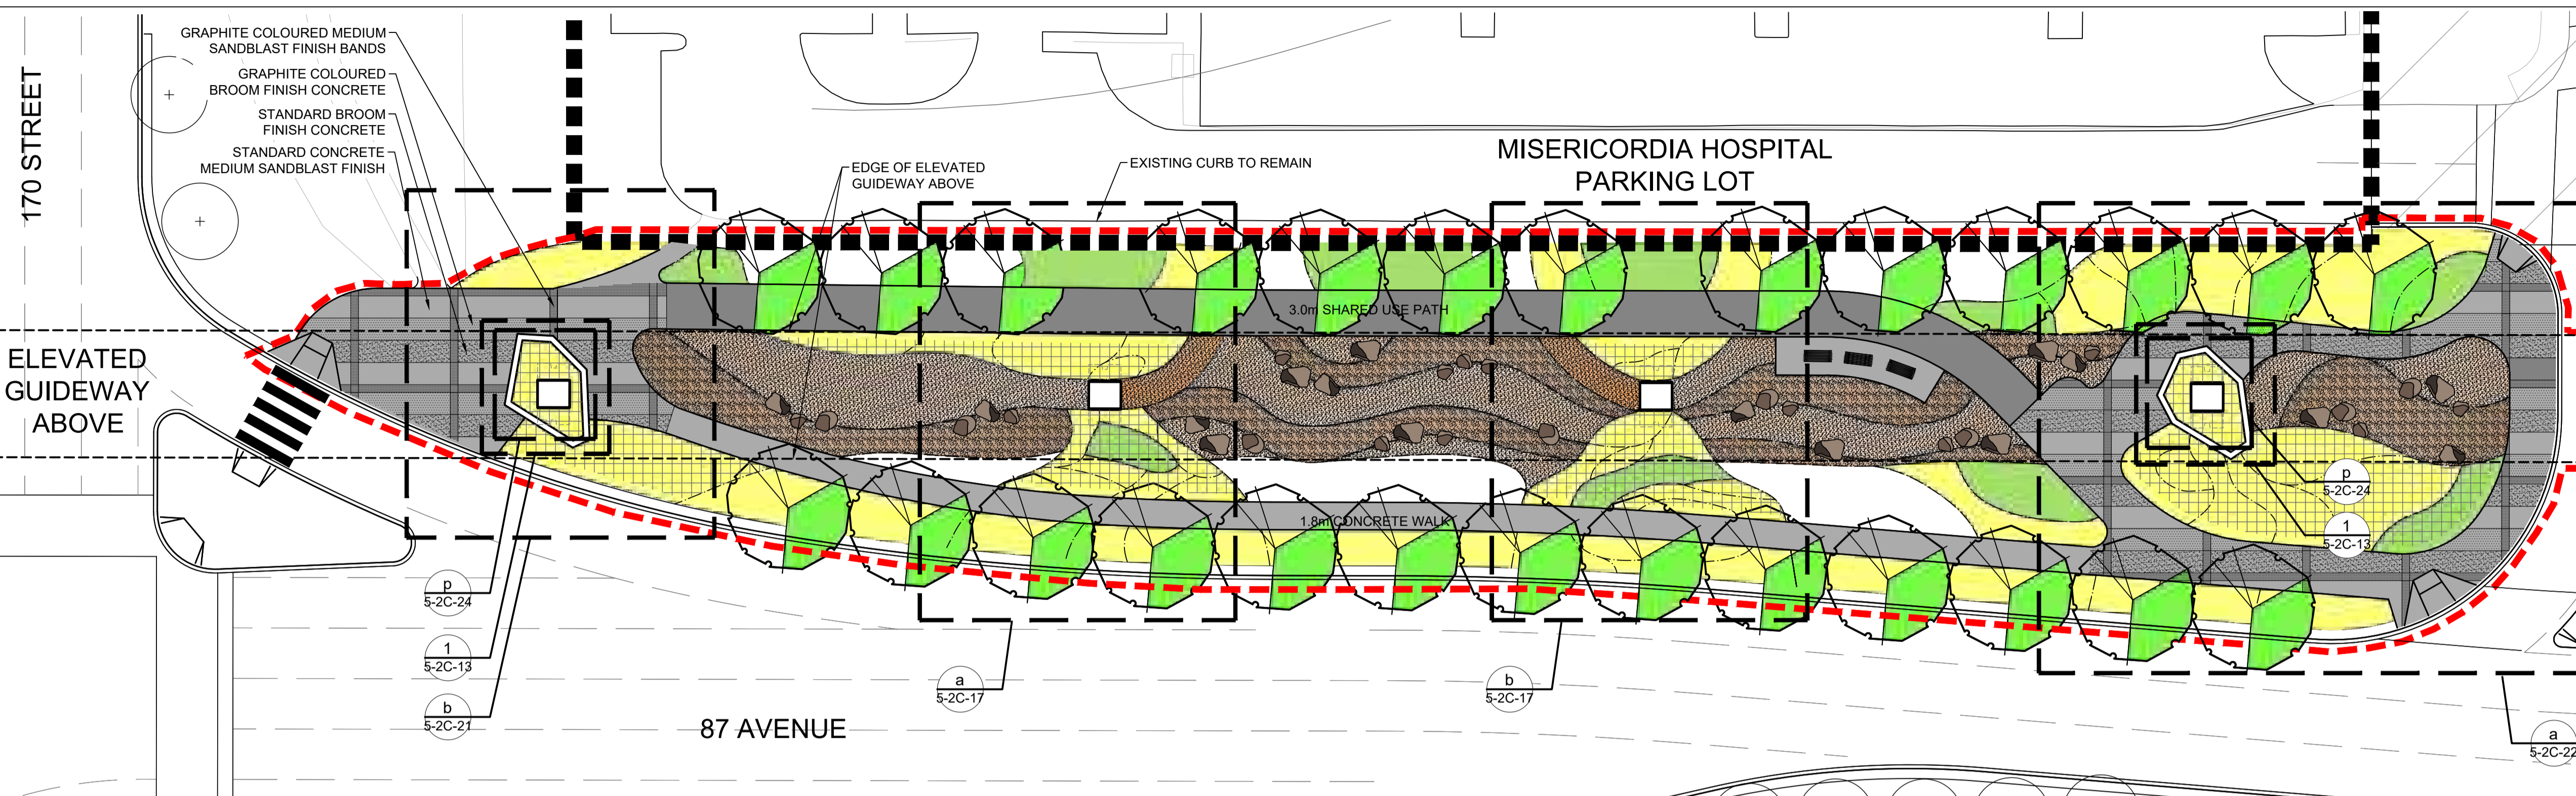 GRAPHITE COLOURED MEDIUM
SANDBLAST FINISH BANDS
GRAPHITE COLOURED
BROOM FINISH CONCRETE
STANDARD BROOM
FINISH CONCRETE
STANDARD CONCRETE
MEDIUM SANDBLAST FINISH
170 STREET
EDGE OF ELEVATED
GUIDEWAY ABOVE
EXISTING CURB TO REMAIN
MISERICORDIA HOSPITAL
PARKING LOT
3.0m SHARED USE PATH
ELEVATED
GUIDEWAY
ABOVE
1.8m CONCRETE WALK
p
5-2C-24
1
5-2C-13
p
5-2C-24
1
5-2C-13
b
5-2C-21
a
5-2C-17
b
5-2C-17
87 AVENUE
a
5-2C-22